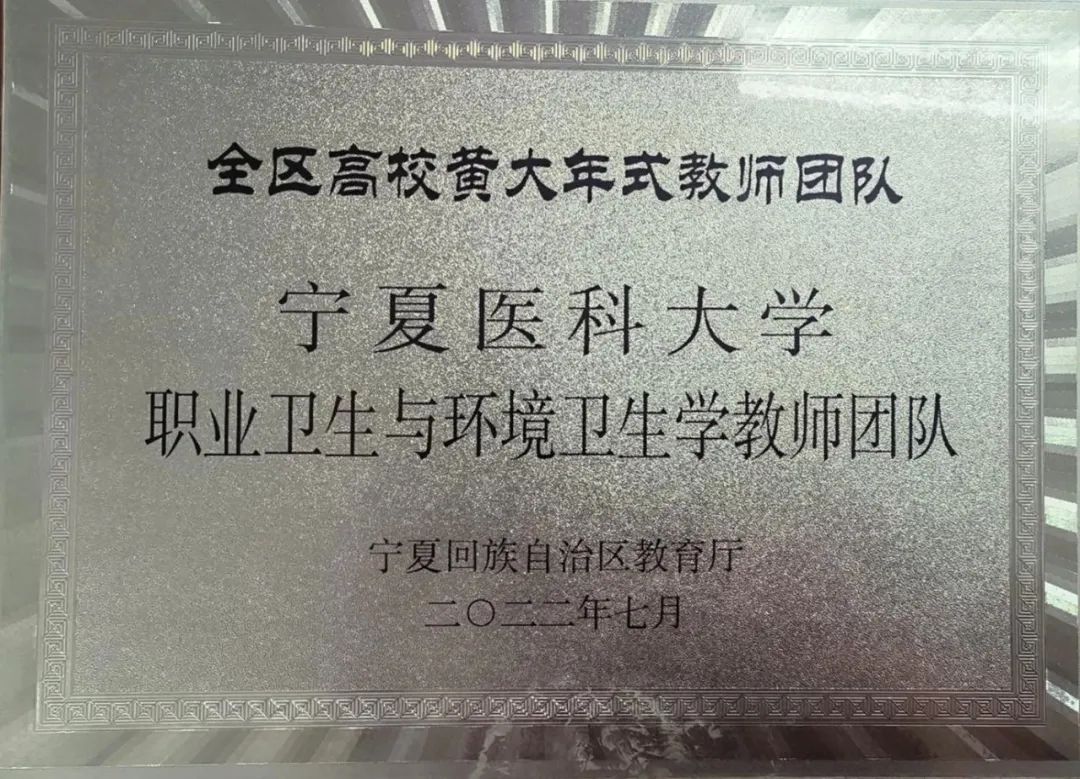 全区高校黄大年式教师团队
宁夏医科大学
职业卫生与环境卫生学教师团队
宁夏回族自治区教育厅
二〇二二年七月